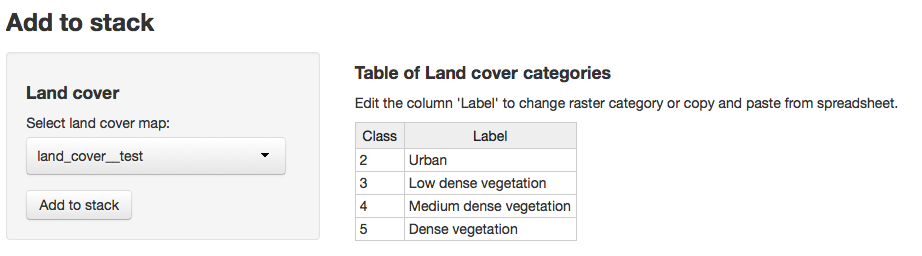 Add to stack
Land cover
Select land cover map:
land_cover__test
Add to stack
Table of Land cover categories
Edit the column 'Label' to change raster category or copy and paste from spreadsheet.
Class Label
2 Urban
3 Low dense vegetation
4 Medium dense vegetation
5 Dense vegetation